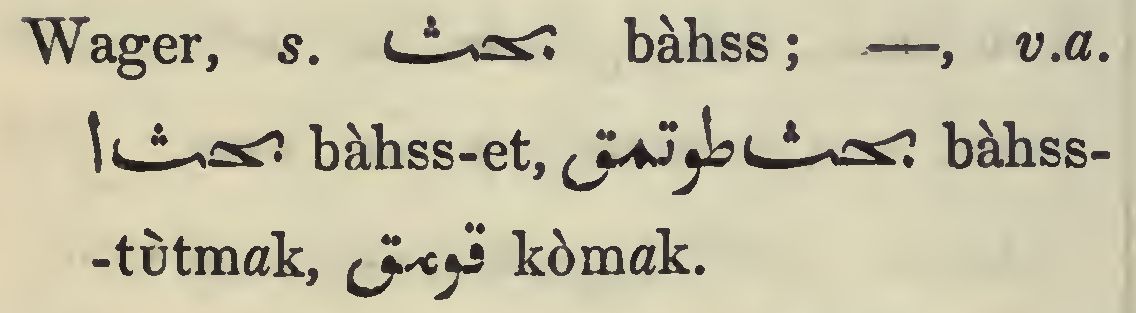 Wager, s. بحث bàhss; —, v.a.
بحث ا bàhss-et, بحث طوتمق bàhss-
-tùtmak, قومق kòmak.